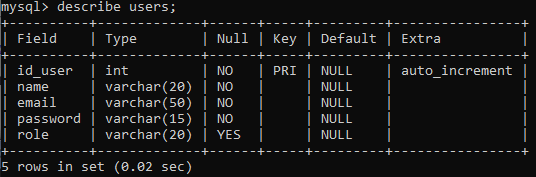 mysql> describe users;
+----------+-------------+------+-----+---------+----------------+
| Field    | Type        | Null | Key | Default | Extra          |
+----------+-------------+------+-----+---------+----------------+
| id_user  | int         | NO   | PRI | NULL    | auto_increment |
| name     | varchar(20) | NO   |     | NULL    |                |
| email    | varchar(50) | NO   |     | NULL    |                |
| password | varchar(15) | NO   |     | NULL    |                |
| role     | varchar(20) | YES  |     | NULL    |                |
+----------+-------------+------+-----+---------+----------------+
5 rows in set (0.02 sec)